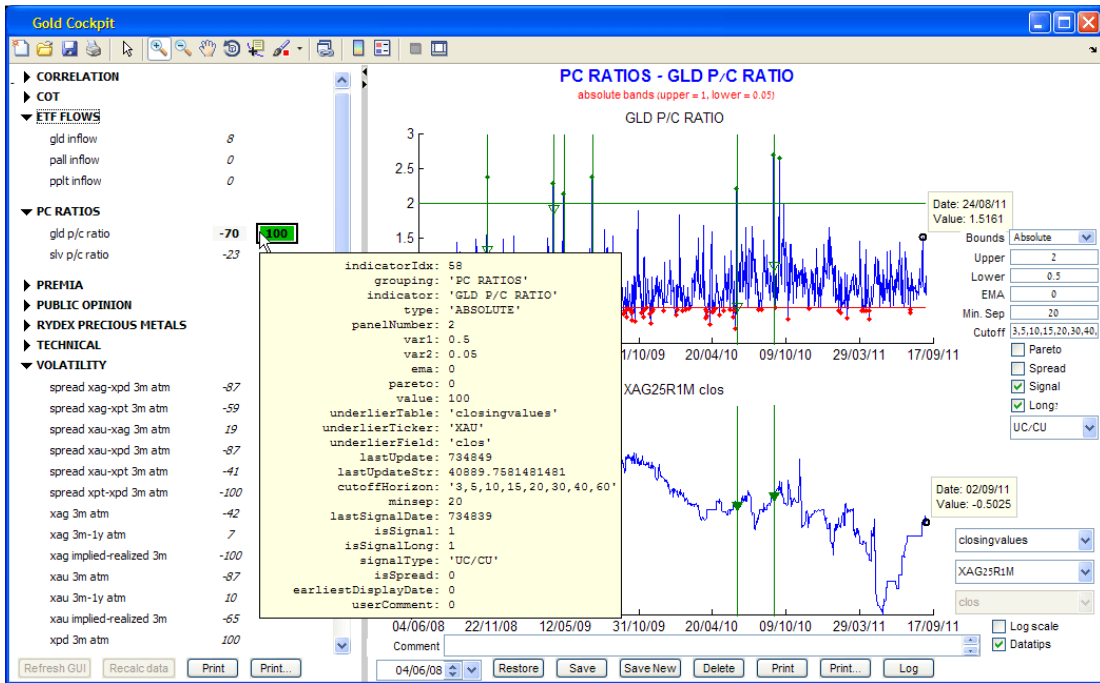 Gold Cockpit
CORRELATION
COT
ETF FLOWS
gld inflow 8
pall inflow 0
pplt inflow 0
PC RATIOS
gld p/c ratio -70 100
slv p/c ratio -23
PREMIA
PUBLIC OPINION
RYDEX PRECIOUS METALS
TECHNICAL
VOLATILITY
spread xag-xpd 3m atm -87
spread xag-xpt 3m atm -59
spread xau-xag 3m atm 19
spread xau-xpd 3m atm -87
spread xau-xpt 3m atm -41
spread xpt-xpd 3m atm -100
xag 3m atm -42
xag 3m-1y atm 7
xag implied-realized 3m -100
xau 3m atm -87
xau 3m-1y atm 10
xau implied-realized 3m -65
xpd 3m atm 100
Refresh GUI Recalc data Print Print...
indicatorIdx: 58
grouping: 'PC RATIOS'
indicator: 'GLD P/C RATIO'
type: 'ABSOLUTE'
panelNumber: 2
var1: 0.5
var2: 0.05
ema: 0
pareto: 0
value: 100
underlierTable: 'closingvalues'
underlierTicker: 'XAU'
underlierField: 'clos'
lastUpdate: 734849
lastUpdateStr: 40889.7581481481
cutoffHorizon: '3,5,10,15,20,30,40,60'
minsep: 20
lastSignalDate: 734839
isSignal: 1
isSignalLong: 1
signalType: 'UC/CU'
isSpread: 0
earliestDisplayDate: 0
userComment: 0
PC RATIOS - GLD P/C RATIO
absolute bands (upper = 1, lower = 0.05)
GLD P/C RATIO
3
2.5
2
1.5
Date: 24/08/11
Value: 1.5161
1/10/09 20/04/10 09/10/10 29/03/11 17/09/11
Bounds Absolute
Upper 2
Lower 0.5
EMA 0
Min. Sep 20
Cutoff 3,5,10,15,20,30,40,
Pareto
Spread
Signal
Long?
UC/CU
XAG25R1M clos
Date: 02/09/11
Value: -0.5025
04/06/08 22/11/08 12/05/09 31/10/09 20/04/10 09/10/10 29/03/11 17/09/11
closingvalues
XAG25R1M
clos
Log scale
Datatips
Comment
04/06/08 Restore Save Save New Delete Print Print... Log